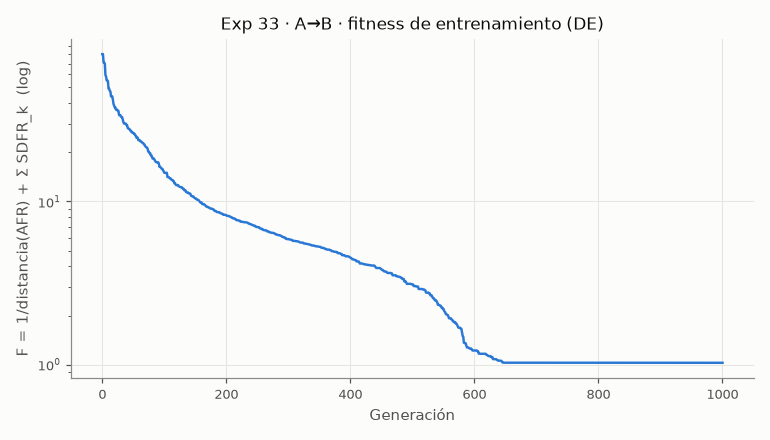 Exp 33 · A→B · fitness de entrenamiento (DE)
F = 1/distancia(AFR) + Σ SDFR_k (log)
10¹
10⁰
0 200 400 600 800 1000
Generación